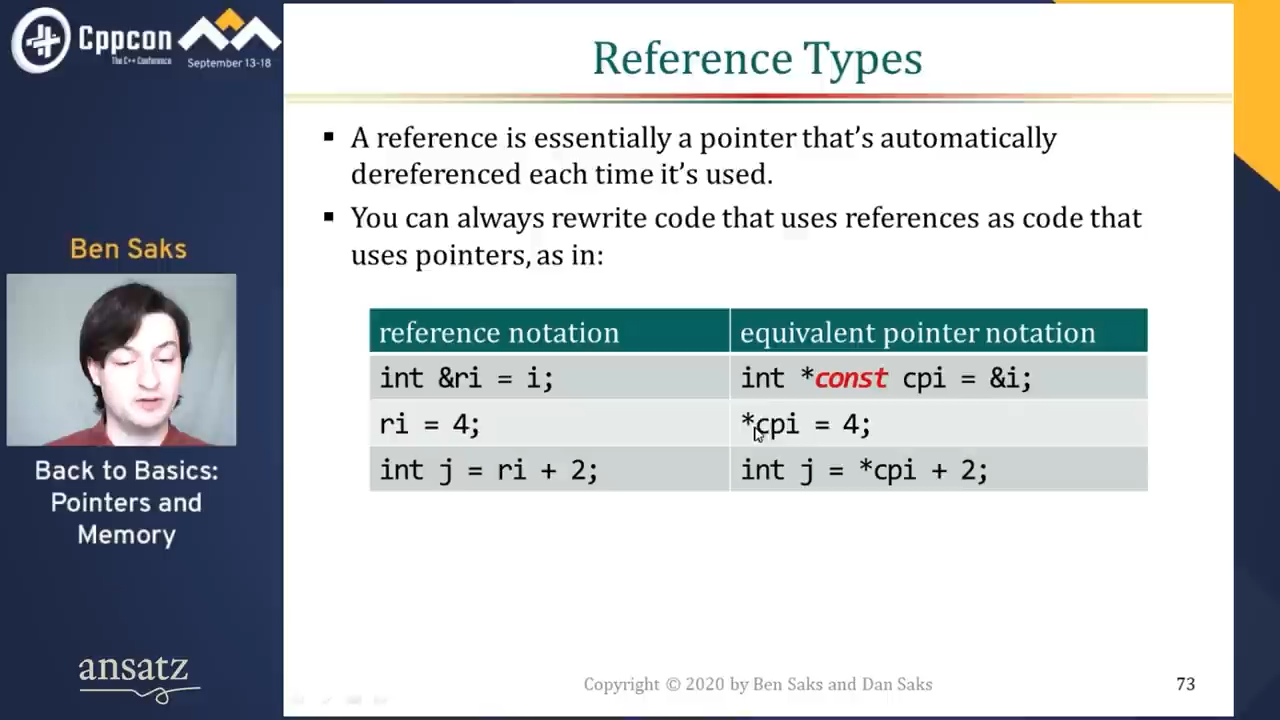 Cppcon
The C++ Conference
September 13-18
Reference Types
▪ A reference is essentially a pointer that’s automatically
dereferenced each time it’s used.
▪ You can always rewrite code that uses references as code that
uses pointers, as in:
reference notation
equivalent pointer notation
int &ri = i;
int *const cpi = &i;
ri = 4;
*cpi = 4;
int j = ri + 2;
int j = *cpi + 2;
Ben Saks
Back to Basics:
Pointers and
Memory
ansatz
Copyright © 2020 by Ben Saks and Dan Saks
73